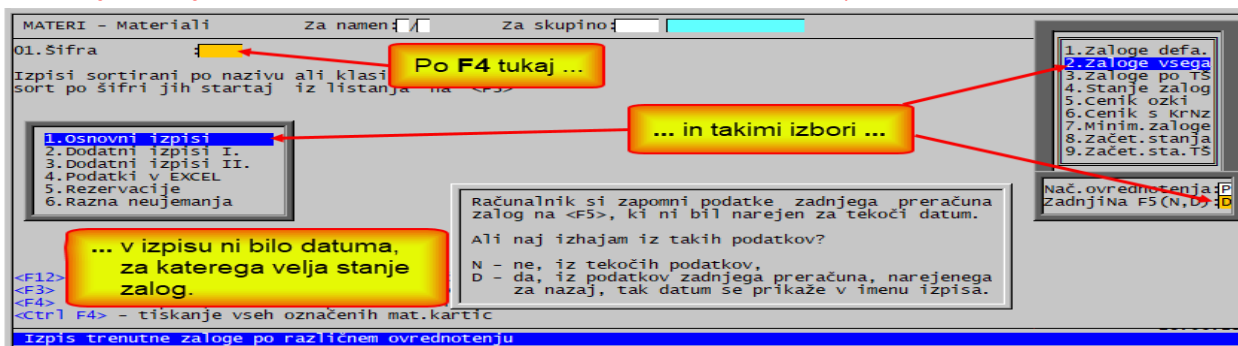 MATERI - Materiali Za namen: / Za skupino:
01.Šifra :
Po F4 tukaj ...
Izpisi sortirani po nazivu ali klasi
sort po šifri jih startaj iz listanja na <F5>
1.Osnovni izpisi
2.Dodatni izpisi I.
3.Dodatni izpisi II.
4.Podatki v EXCEL
5.Rezervacije
6.Razna neujemanja
... in takimi izbori ...
1.Zaloge defa.
2.Zaloge vsega
3.Zaloge po TŠ
4.Stanje zalog
5.Cenik ozki
6.Cenik s KrNz
7.Minim.zaloge
8.Začet.stanja
9.Začet.sta.TŠ
Nač.ovrednotenja:P
ZadnjiNa F5(N,D):D
Računalnik si zapomni podatke zadnjega preračuna
zalog na <F5>, ki ni bil narejen za tekoči datum.
Ali naj izhajam iz takih podatkov?
N - ne, iz tekočih podatkov,
D - da, iz podatkov zadnjega preračuna, narejenega
za nazaj, tak datum se prikaže v imenu izpisa.
... v izpisu ni bilo datuma,
za katerega velja stanje
zalog.
<F12>
<F3>
<F4>
<Ctrl F4> - tiskanje vseh označenih mat.kartic
Izpis trenutne zaloge po različnem ovrednotenju